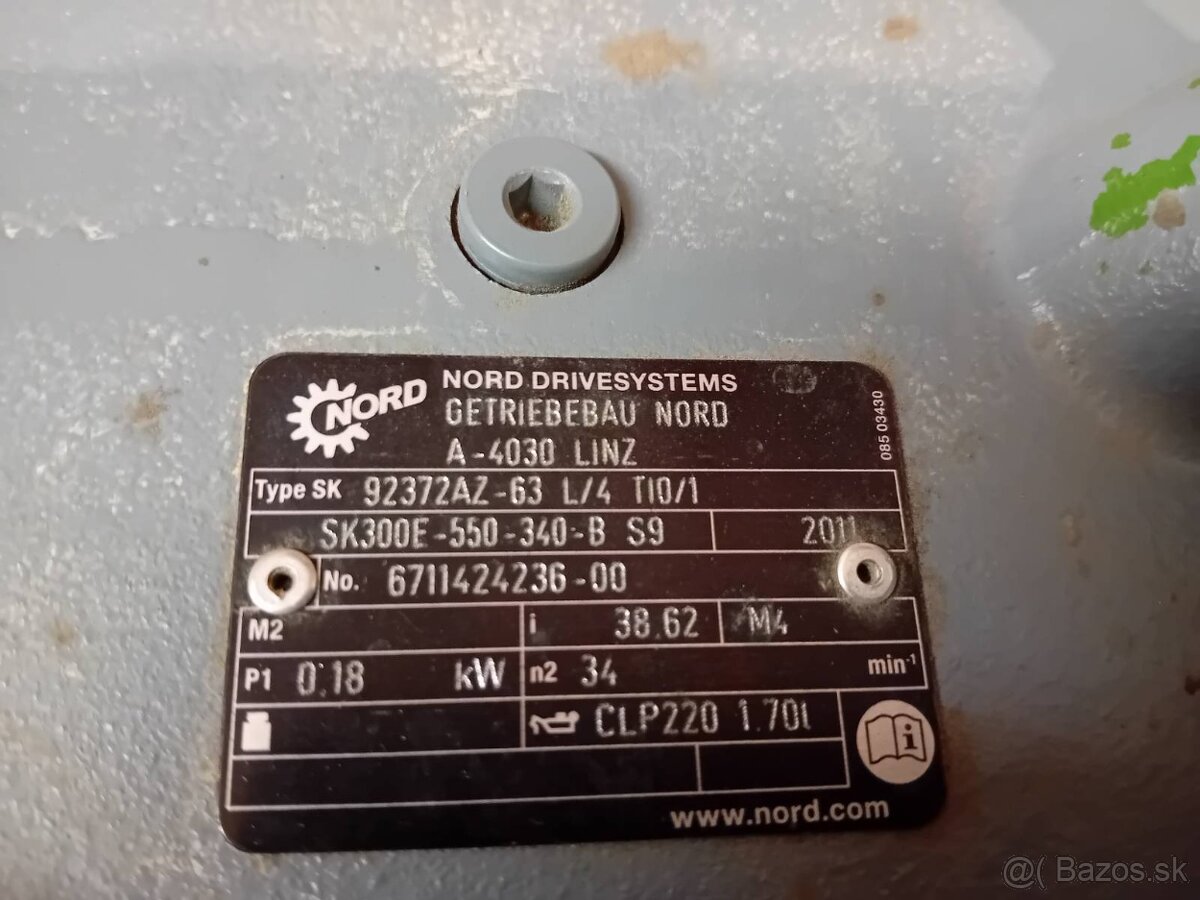 NORD
NORD DRIVESYSTEMS
GETRIEBEBAU NORD
A-4030 LINZ
085 03430
Type SK 92372AZ-63 L/4 TI0/1
SK300E-550-340-B S9 2011
No. 6711424236-00
M2 i 38.62 M4
P1 0.18 kW n2 34 min-1
CLP220 1.70l
i
www.nord.com
@( Bazos.sk